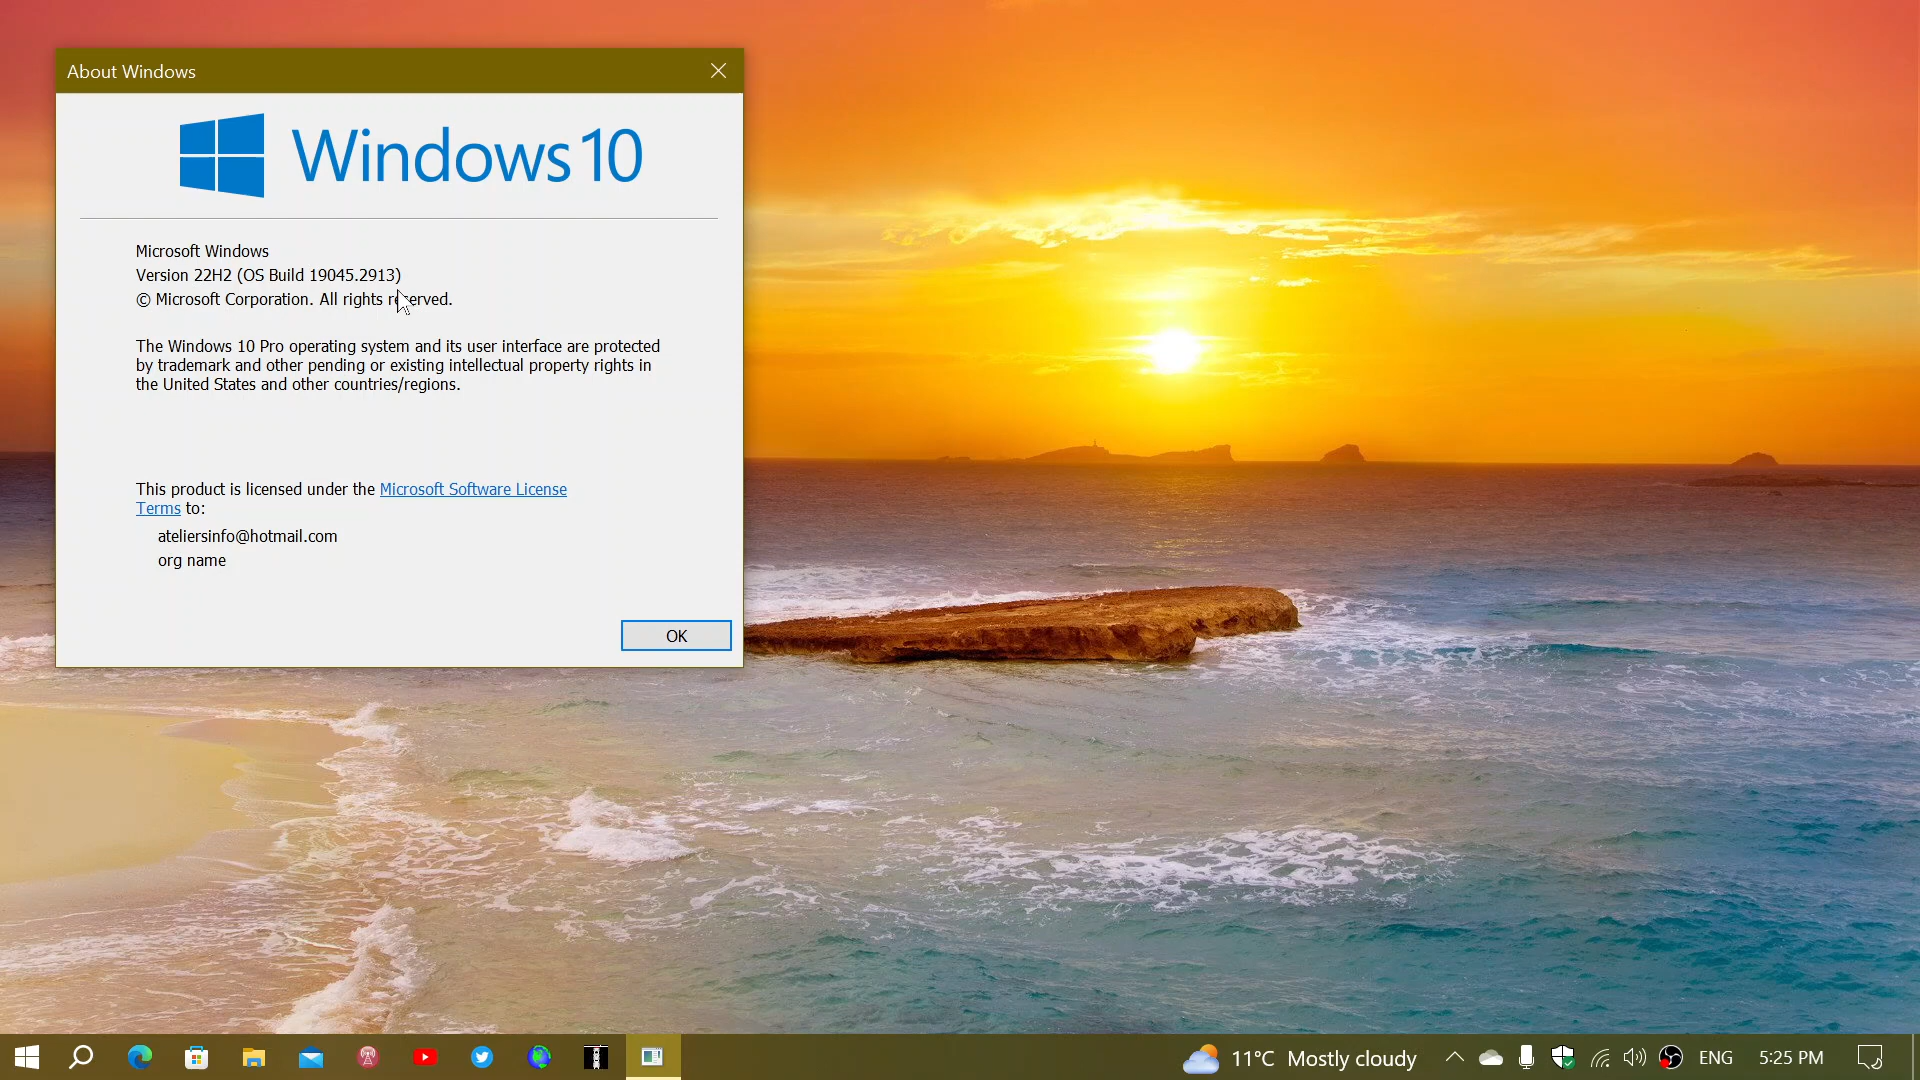 About Windows
Windows 10
Microsoft Windows
Version 22H2 (OS Build 19045.2913)
© Microsoft Corporation. All rights reserved.
The Windows 10 Pro operating system and its user interface are protected
by trademark and other pending or existing intellectual property rights in
the United States and other countries/regions.
This product is licensed under the Microsoft Software License
Terms to:
ateliersinfo@hotmail.com
org name
OK
11°C Mostly cloudy ENG 5:25 PM